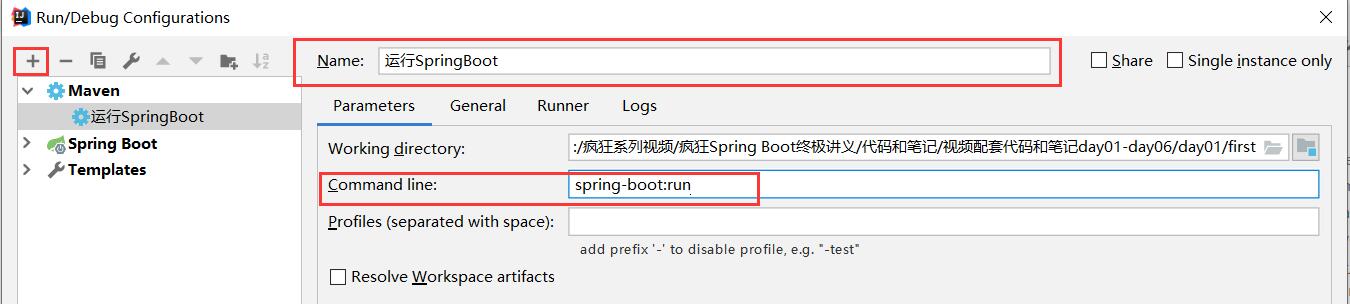 Run/Debug Configurations
Name: 运行SpringBoot
Share
Single instance only
Maven
运行SpringBoot
Spring Boot
Templates
Parameters General Runner Logs
Working directory: :/疯狂系列视频/疯狂Spring Boot终极讲义/代码和笔记/视频配套代码和笔记day01-day06/day01/first
Command line: spring-boot:run
Profiles (separated with space):
add prefix '-' to disable profile, e.g. "-test"
Resolve Workspace artifacts